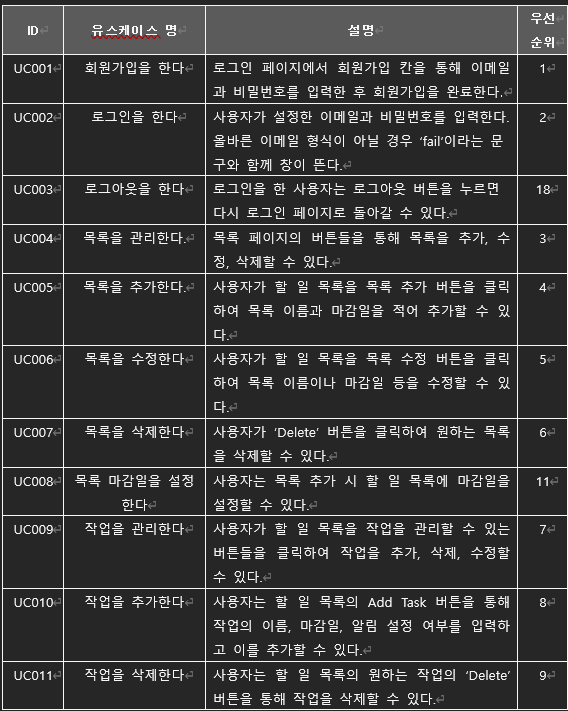 ID 유스케이스 명 설명 우선
순위
UC001 회원가입을 한다 로그인 페이지에서 회원가입 칸을 통해 이메일 1
과 비밀번호를 입력한 후 회원가입을 완료한다.
UC002 로그인을 한다 사용자가 설정한 이메일과 비밀번호를 입력한다. 2
올바른 이메일 형식이 아닐 경우 ‘fail’이라는 문
구와 함께 창이 뜬다.
UC003 로그아웃을 한다 로그인을 한 사용자는 로그아웃 버튼을 누르면 18
다시 로그인 페이지로 돌아갈 수 있다.
UC004 목록을 관리한다. 목록 페이지의 버튼들을 통해 목록을 추가, 수 3
정, 삭제할 수 있다.
UC005 목록을 추가한다. 사용자가 할 일 목록을 목록 추가 버튼을 클릭 4
하여 목록 이름과 마감일을 적어 추가할 수 있
다.
UC006 목록을 수정한다 사용자가 할 일 목록을 목록 수정 버튼을 클릭 5
하여 목록 이름이나 마감일 등을 수정할 수 있
다.
UC007 목록을 삭제한다 사용자가 ‘Delete’ 버튼을 클릭하여 원하는 목록 6
을 삭제할 수 있다.
UC008 목록 마감일을 설정 사용자는 목록 추가 시 할 일 목록에 마감일을 11
한다 설정할 수 있다.
UC009 작업을 관리한다 사용자가 할 일 목록을 작업을 관리할 수 있는 7
버튼들을 클릭하여 작업을 추가, 삭제, 수정할
수 있다.
UC010 작업을 추가한다 사용자는 할 일 목록의 Add Task 버튼을 통해 8
작업의 이름, 마감일, 알림 설정 여부를 입력하
고 이를 추가할 수 있다.
UC011 작업을 삭제한다 사용자는 할 일 목록의 원하는 작업의 ‘Delete’ 9
버튼을 통해 작업을 삭제할 수 있다.